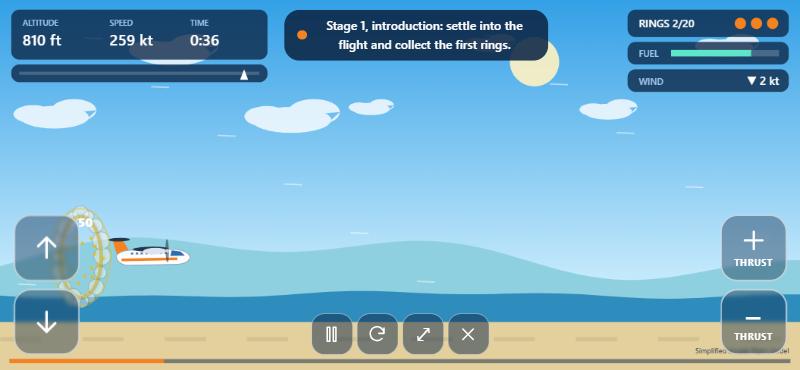 ALTITUDE SPEED TIME
810 ft 259 kt 0:36
Stage 1, introduction: settle into the
flight and collect the first rings.
RINGS 2/20
FUEL
WIND ▼ 2 kt
50
THRUST
THRUST
Simplified